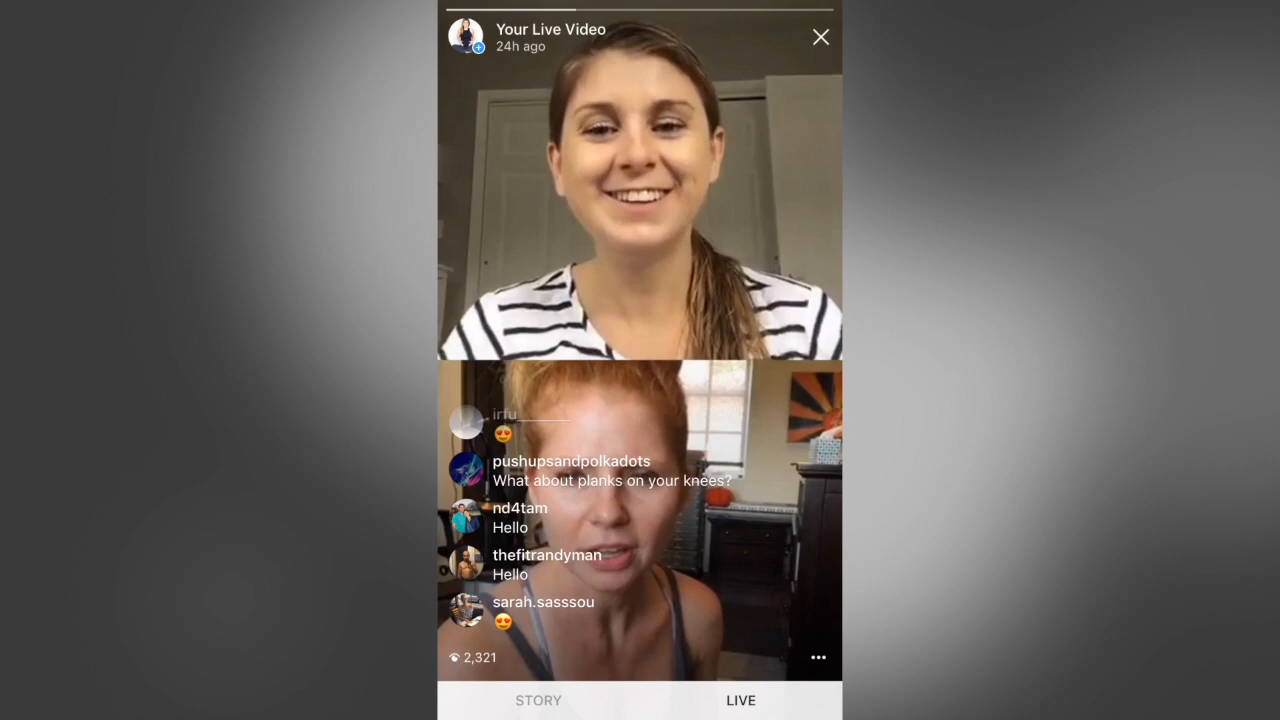 Your Live Video
24h ago
irfu_______
😍
pushupsandpolkadots
What about planks on your knees?
nd4tam
Hello
thefitrandyman
Hello
sarah.sasssou
😍
2,321
STORY
LIVE